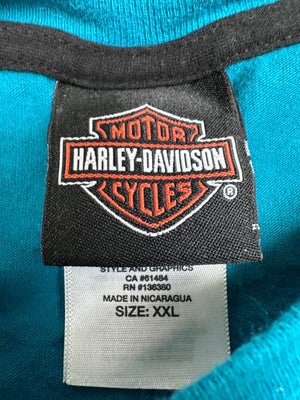 MOTOR
HARLEY-DAVIDSON
CYCLES
®
STYLE AND GRAPHICS
CA #61484
RN #136380
MADE IN NICARAGUA
SIZE: XXL